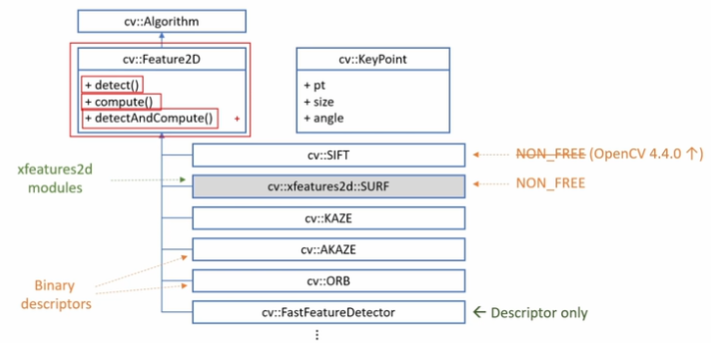 cv::Algorithm
cv::Feature2D
+ detect()
+ compute()
+ detectAndCompute()
+
cv::KeyPoint
+ pt
+ size
+ angle
cv::SIFT
NON_FREE (OpenCV 4.4.0 ↑)
xfeatures2d
modules
cv::xfeatures2d::SURF
NON_FREE
cv::KAZE
cv::AKAZE
Binary
descriptors
cv::ORB
cv::FastFeatureDetector
← Descriptor only
⋮